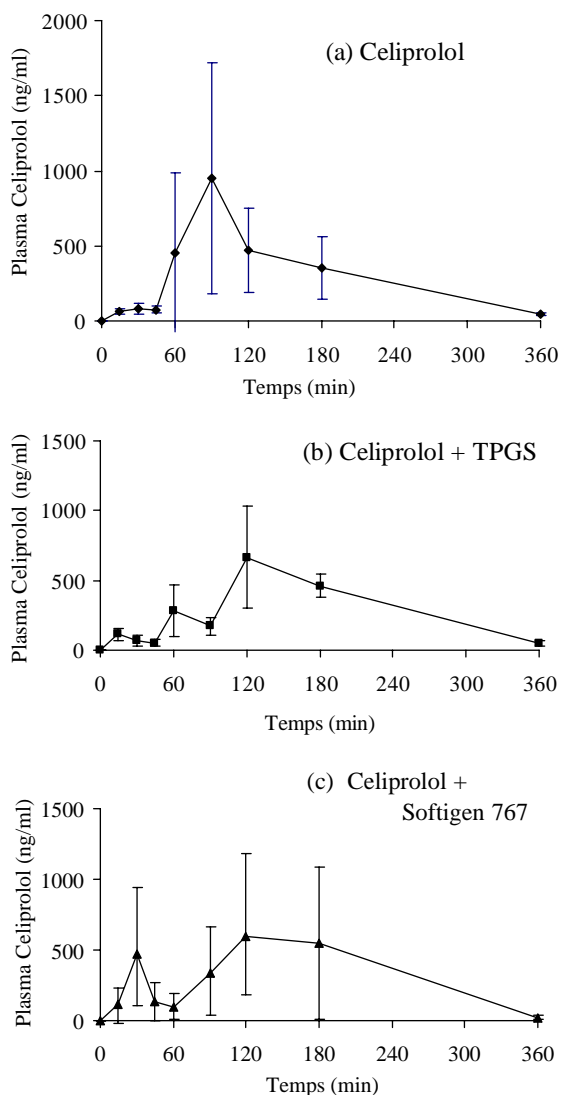 (a) Celiprolol
Plasma Celiprolol (ng/ml)
2000
1500
1000
500
0
0 60 120 180 240 300 360
Temps (min)
(b) Celiprolol + TPGS
Plasma Celiprolol (ng/ml)
1500
1000
500
0
0 60 120 180 240 300 360
Temps (min)
(c) Celiprolol +
Softigen 767
Plasma Celiprolol (ng/ml)
1500
1000
500
0
0 60 120 180 240 300 360
Temps (min)